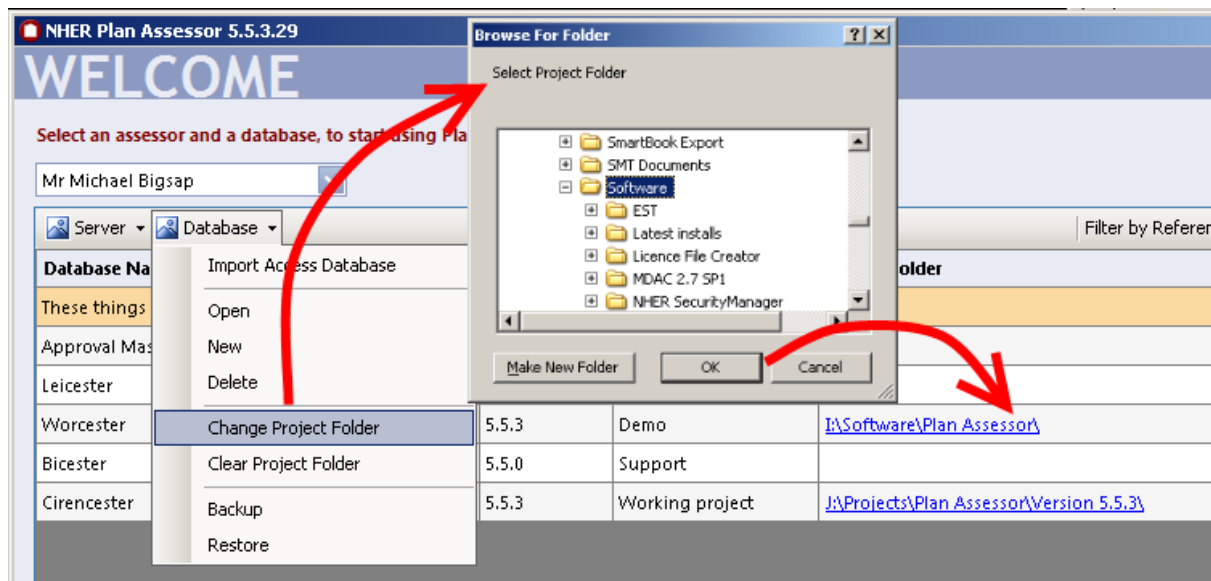 NHER Plan Assessor 5.5.3.29
WELCOME
Select an assessor and a database, to start using Pla
Mr Michael Bigsap
Server
Database
Filter by Referen
Database Na
older
These things
Approval Mas
Leicester
Worcester
5.5.3
Demo
I:\Software\Plan Assessor\
Bicester
5.5.0
Support
Cirencester
5.5.3
Working project
J:\Projects\Plan Assessor\Version 5.5.3\
Import Access Database
Open
New
Delete
Change Project Folder
Clear Project Folder
Backup
Restore
Browse For Folder
Select Project Folder
SmartBook Export
SMT Documents
Software
EST
Latest installs
Licence File Creator
MDAC 2.7 SP1
NHER SecurityManager
Make New Folder
OK
Cancel